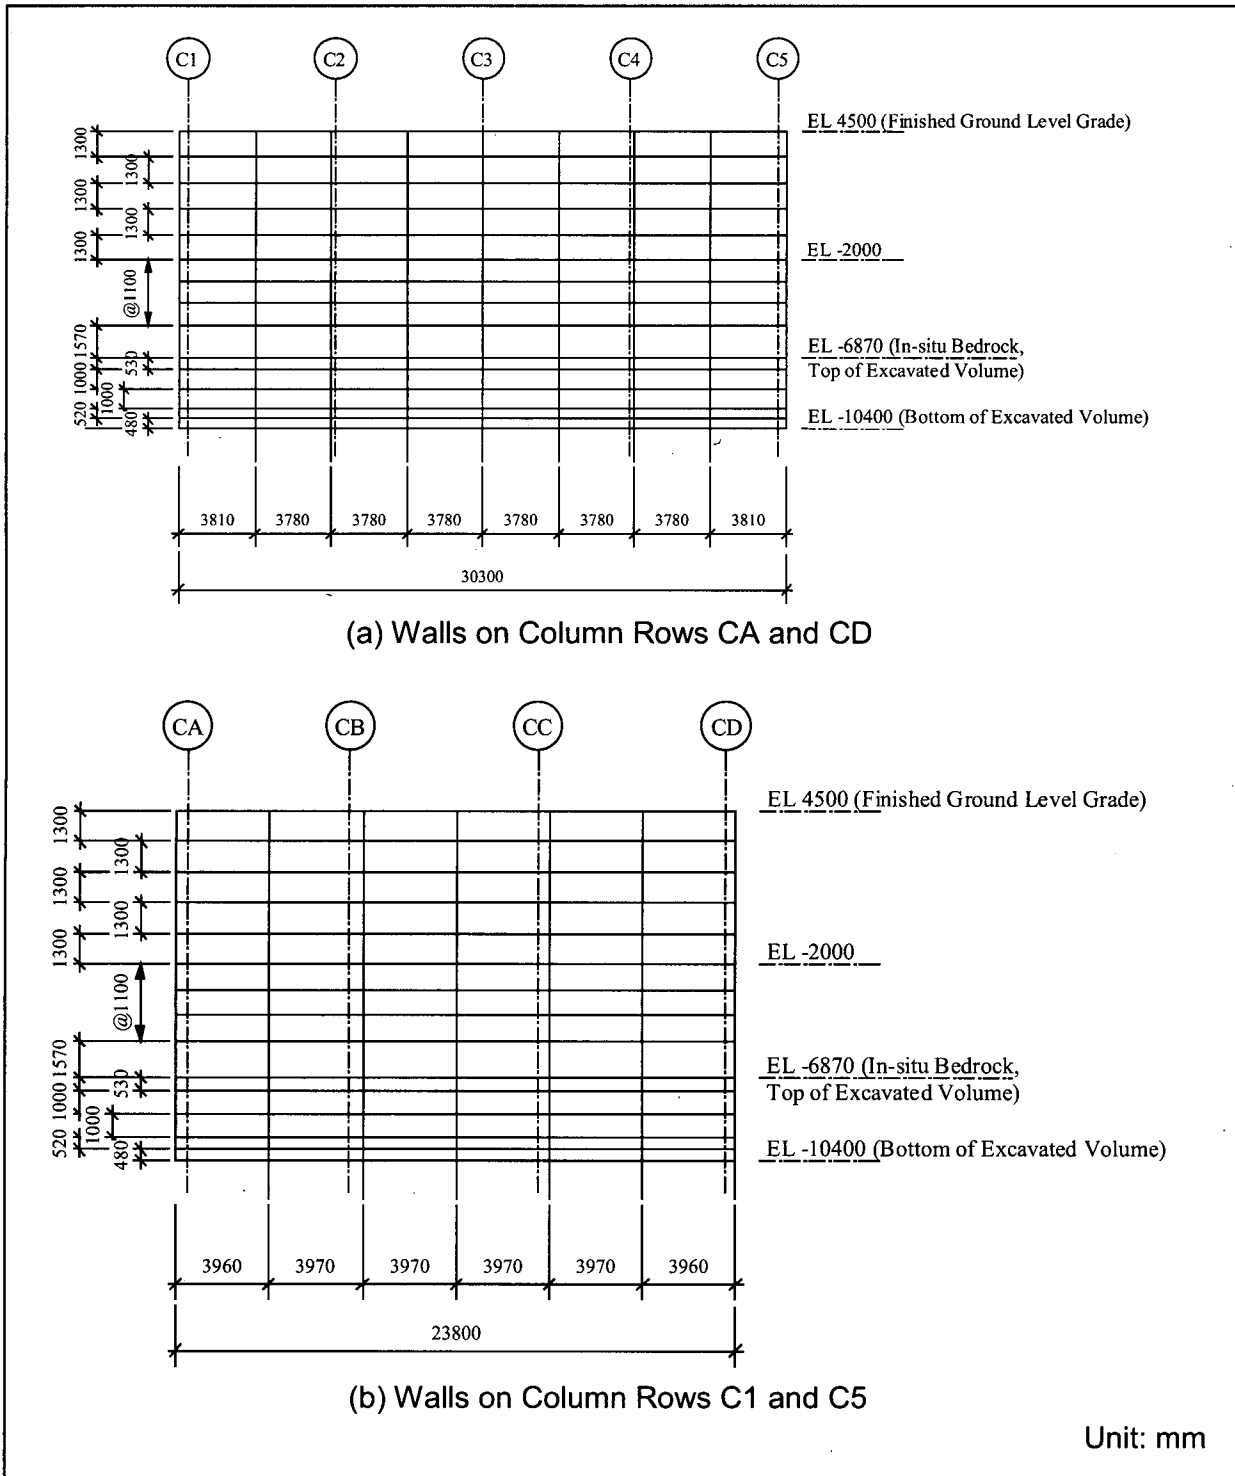 C1 C2 C3 C4 C5
EL 4500 (Finished Ground Level Grade)
1300
1300
1300
1300
1300
EL -2000
@1100
1570
EL -6870 (In-situ Bedrock,
Top of Excavated Volume)
530
1000
1000
520
480
EL -10400 (Bottom of Excavated Volume)
3810 3780 3780 3780 3780 3780 3780 3810
30300
(a) Walls on Column Rows CA and CD
CA CB CC CD
EL 4500 (Finished Ground Level Grade)
1300
1300
1300
1300
1300
EL -2000
@1100
1570
EL -6870 (In-situ Bedrock,
Top of Excavated Volume)
530
1000
1000
520
480
EL -10400 (Bottom of Excavated Volume)
3960 3970 3970 3970 3970 3960
23800
(b) Walls on Column Rows C1 and C5
Unit: mm